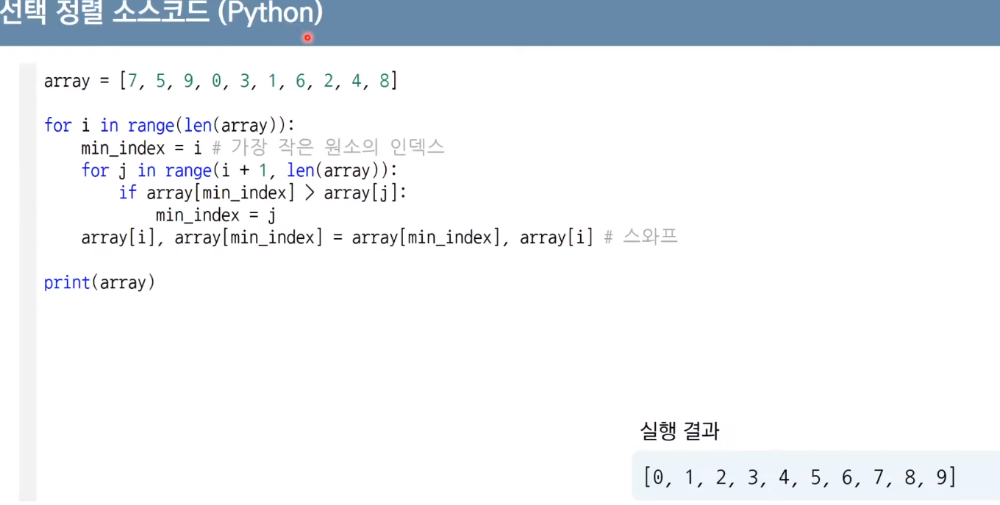 선택 정렬 소스코드 (Python)
array = [7, 5, 9, 0, 3, 1, 6, 2, 4, 8]
for i in range(len(array)):
    min_index = i # 가장 작은 원소의 인덱스
    for j in range(i + 1, len(array)):
        if array[min_index] > array[j]:
            min_index = j
    array[i], array[min_index] = array[min_index], array[i] # 스와프
print(array)
실행 결과
[0, 1, 2, 3, 4, 5, 6, 7, 8, 9]